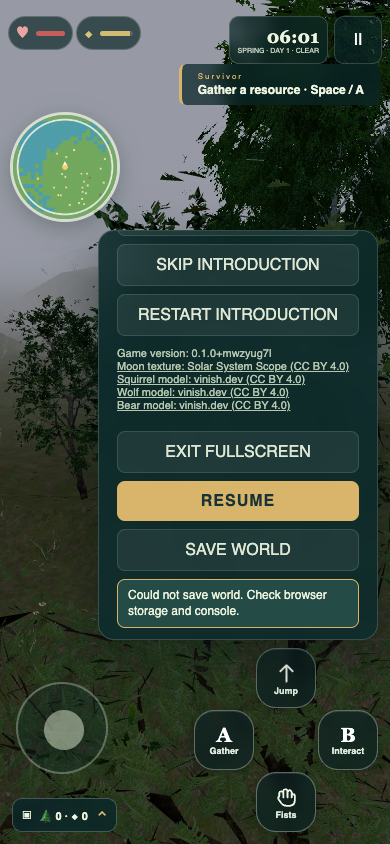 06:01
SPRING · DAY 1 · CLEAR
Survivor
Gather a resource · Space / A
SKIP INTRODUCTION
RESTART INTRODUCTION
Game version: 0.1.0+mwzyug7l
Moon texture: Solar System Scope (CC BY 4.0)
Squirrel model: vinish.dev (CC BY 4.0)
Wolf model: vinish.dev (CC BY 4.0)
Bear model: vinish.dev (CC BY 4.0)
EXIT FULLSCREEN
RESUME
SAVE WORLD
Could not save world. Check browser
storage and console.
Jump
A
Gather
B
Interact
Fists
0 · ◆ 0